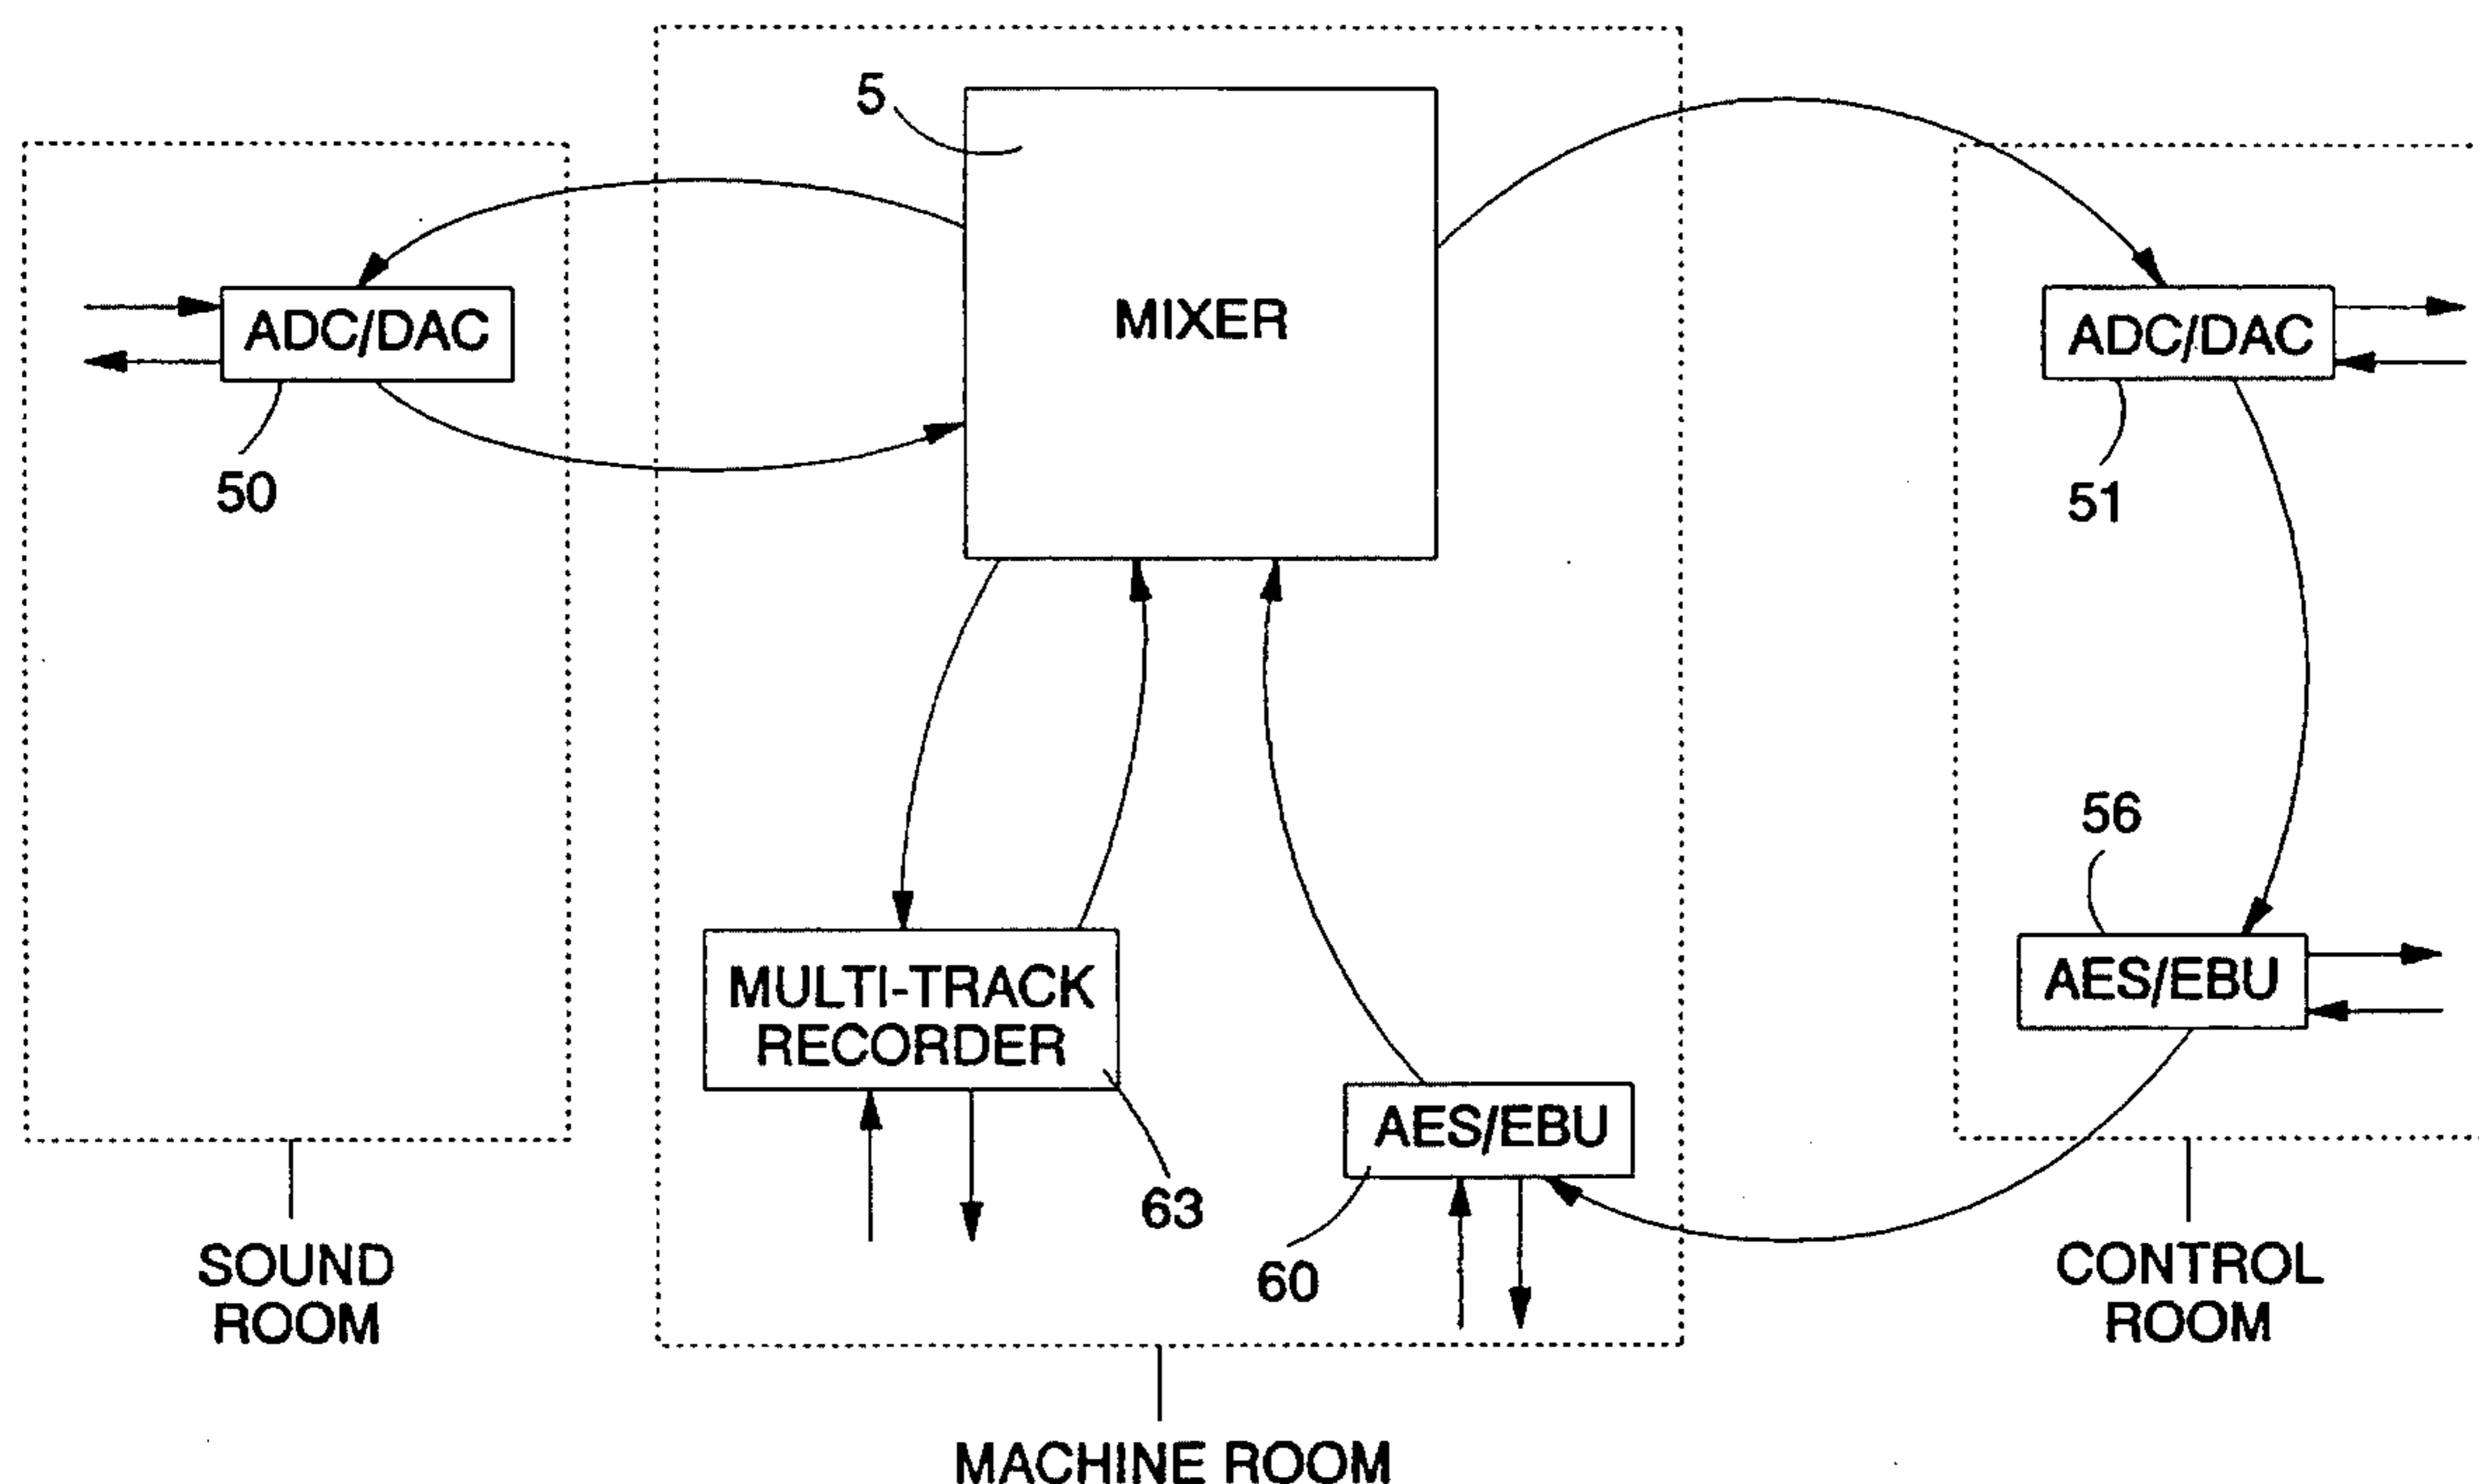 5
MIXER
ADC/DAC
50
ADC/DAC
51
56
AES/EBU
MULTI-TRACK
RECORDER
63
AES/EBU
60
SOUND
ROOM
CONTROL
ROOM
MACHINE ROOM